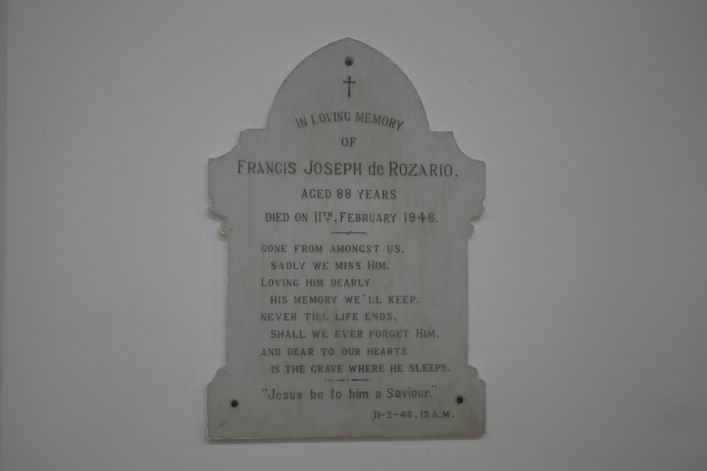 IN LOVING MEMORY
OF
FRANCIS JOSEPH de ROZARIO.
AGED 88 YEARS
DIED ON 11TH, FEBRUARY 1946.
GONE FROM AMONGST US,
SADLY WE MISS HIM.
LOVING HIM DEARLY
HIS MEMORY WE'LL KEEP.
NEVER TILL LIFE ENDS,
SHALL WE EVER FORGET HIM,
AND DEAR TO OUR HEARTS
IS THE GRAVE WHERE HE SLEEPS.
"Jesus be to him a Saviour."
11-2-46, 12 A.M.